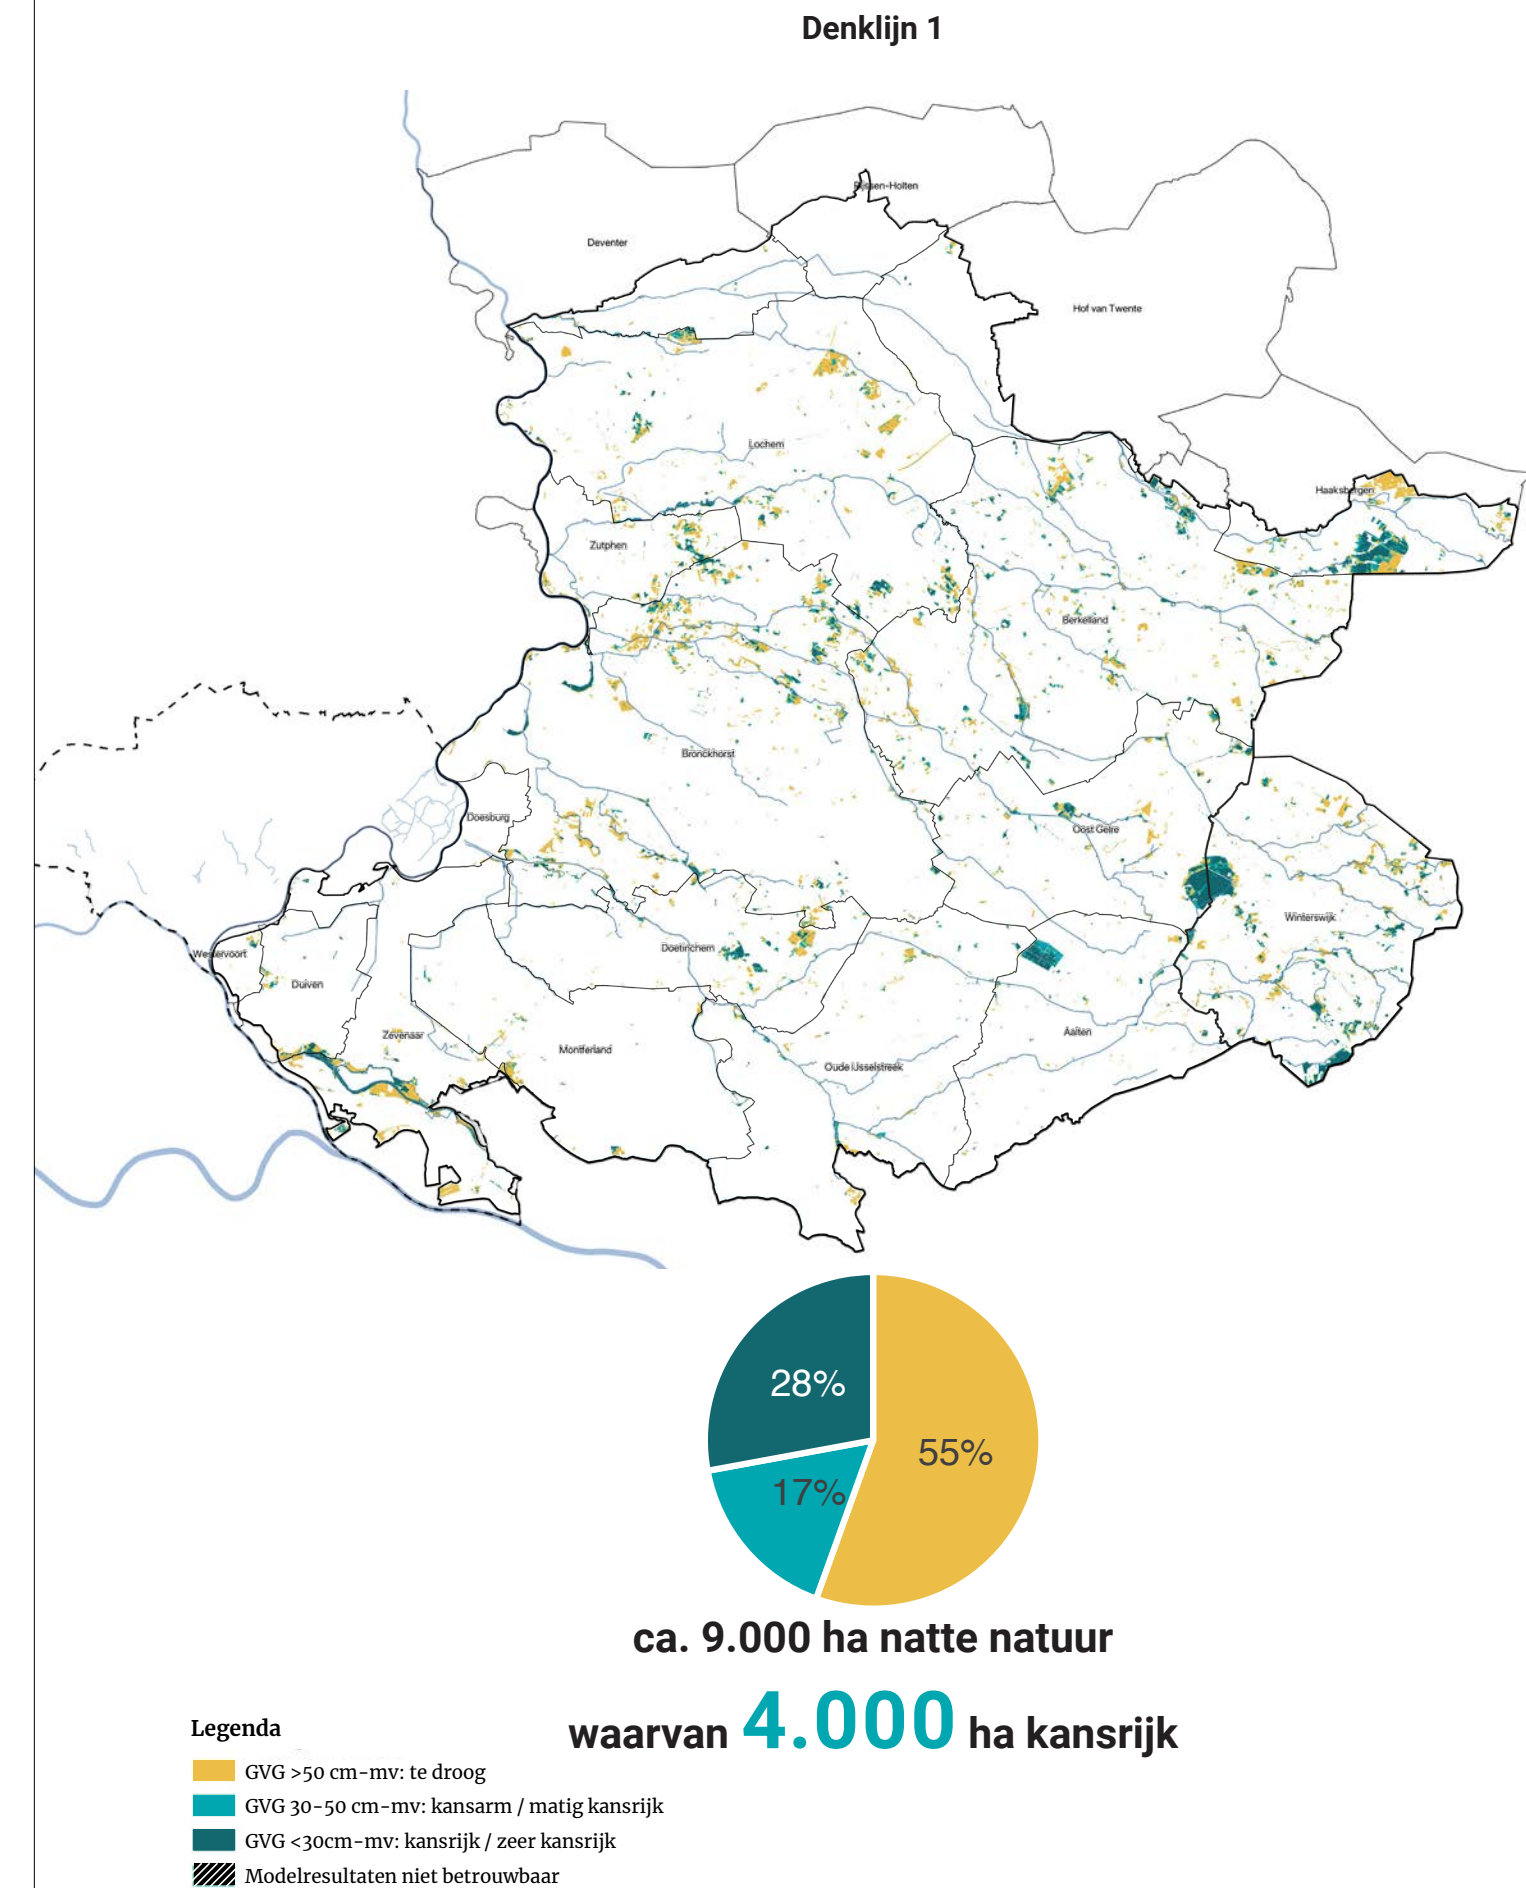 Denklijn 1
Rijssen-Holten
Deventer
Hof van Twente
Lochem
Haaksbergen
Zutphen
Berkelland
Bronckhorst
Doesburg
Oost Gelre
Winterswijk
Doetinchem
Westervoort
Duiven
Zevenaar
Aalten
Montferland
Oude IJsselstreek
28%
55%
17%
ca. 9.000 ha natte natuur
waarvan 4.000 ha kansrijk
Legenda
GVG >50 cm-mv: te droog
GVG 30-50 cm-mv: kansarm / matig kansrijk
GVG <30cm-mv: kansrijk / zeer kansrijk
Modelresultaten niet betrouwbaar